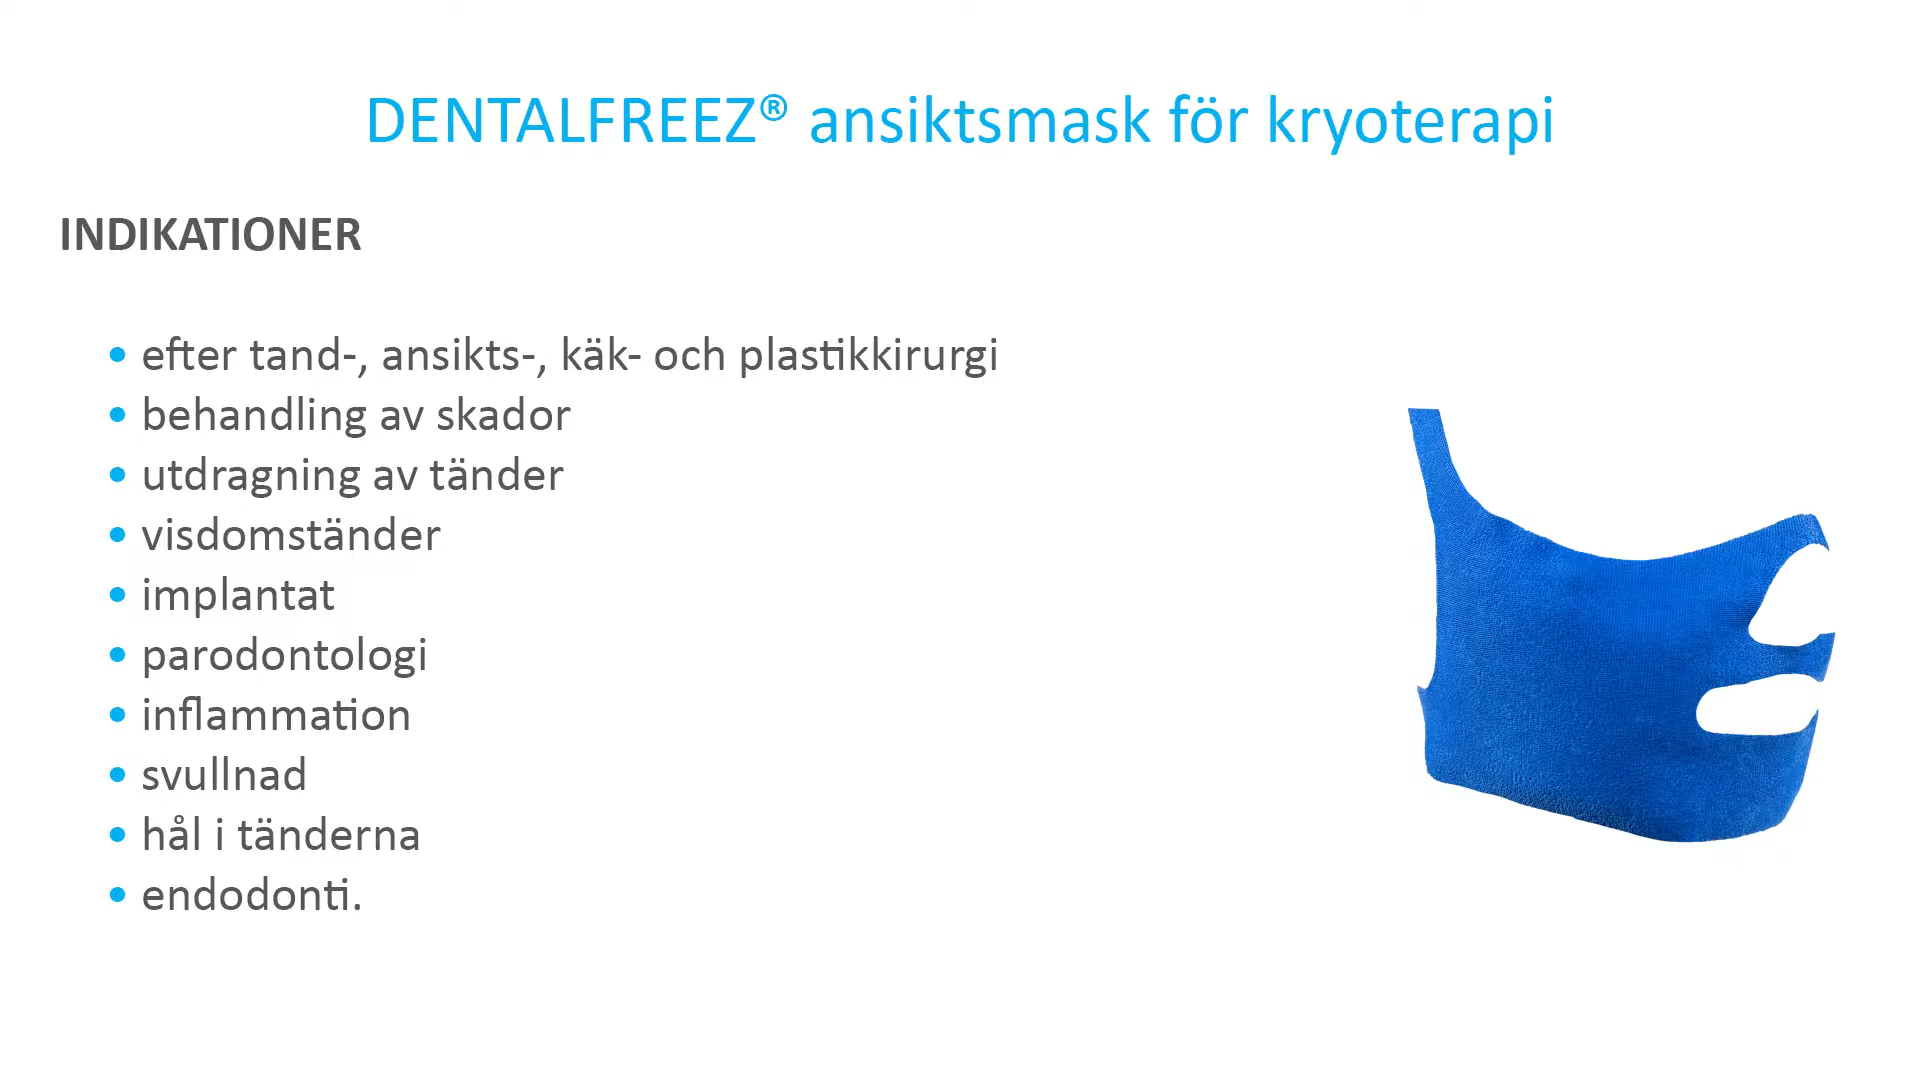 DENTALFREEZ® ansiktsmask för kryoterapi
INDIKATIONER
• efter tand-, ansikts-, käk- och plastikkirurgi
• behandling av skador
• utdragning av tänder
• visdomständer
• implantat
• parodontologi
• inflammation
• svullnad
• hål i tänderna
• endodonti.